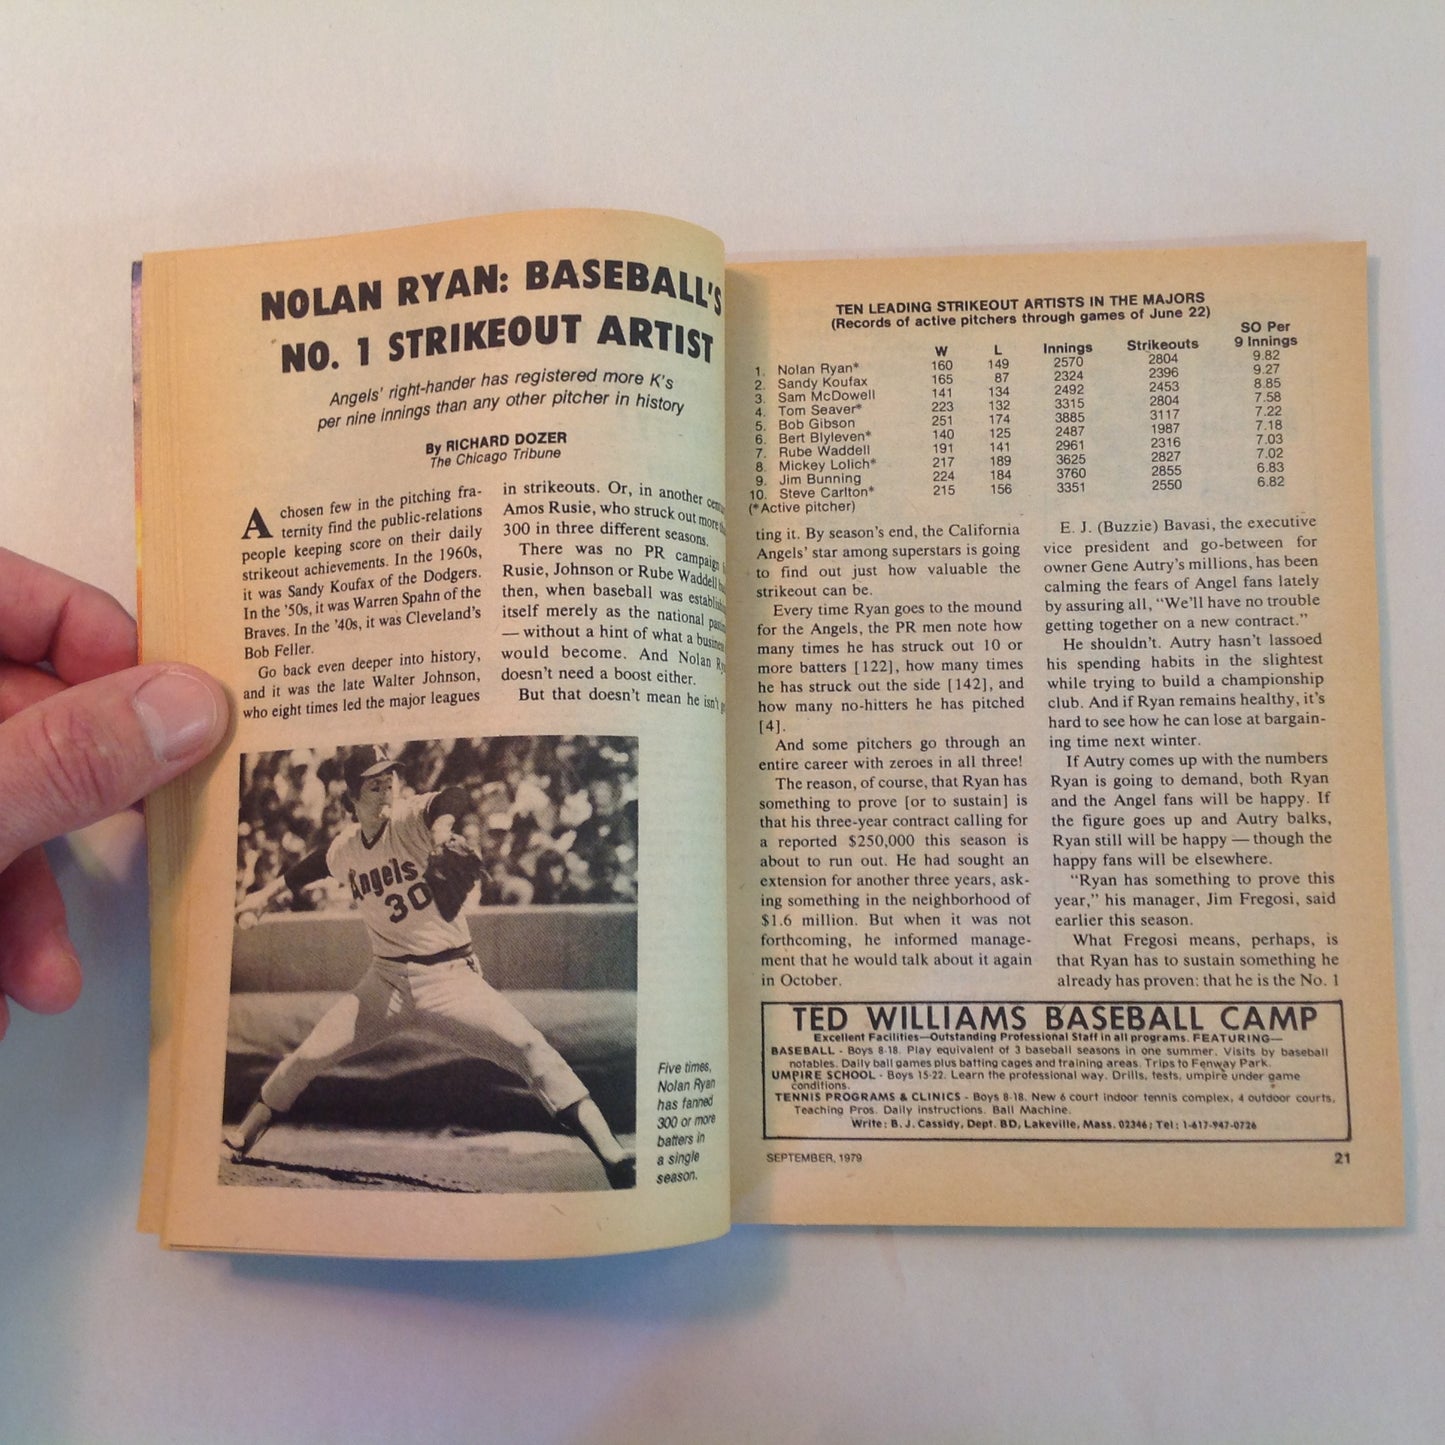 NOLAN RYAN: BASEBALL'S
NO. 1 STRIKEOUT ARTIST
Angels' right-hander has registered more K's
per nine innings than any other pitcher in history
By RICHARD DOZER
The Chicago Tribune
A chosen few in the pitching fra-
ternity find the public-relations
people keeping score on their daily
strikeout achievements. In the 1960s,
it was Sandy Koufax of the Dodgers.
In the '50s, it was Warren Spahn of the
Braves. In the '40s, it was Cleveland's
Bob Feller.
Go back even deeper into history,
and it was the late Walter Johnson,
who eight times led the major leagues
in strikeouts. Or, in another
Amos Rusie, who struck out more
300 in three different seasons.
There was no PR campaign
Rusie, Johnson or Rube Waddell
then, when baseball was
itself merely as the national
— without a hint of what a business
would become. And Nolan
doesn't need a boost either.
But that doesn't mean he isn't
Five times,
Nolan Ryan
has fanned
300 or more
batters in
a single
season.
TEN LEADING STRIKEOUT ARTISTS IN THE MAJORS
(Records of active pitchers through games of June 22)
W L Innings Strikeouts SO Per 9 Innings
1. Nolan Ryan* 160 149 2570 2804 9.82
2. Sandy Koufax 165 87 2324 2396 9.27
3. Sam McDowell 141 134 2492 2453 8.85
4. Tom Seaver* 223 132 3315 2804 7.58
5. Bob Gibson 251 174 3885 3117 7.22
6. Bert Blyleven* 140 125 2487 1987 7.18
7. Rube Waddell 191 141 2961 2316 7.03
8. Mickey Lolich* 217 189 3625 2827 7.02
9. Jim Bunning 224 184 3760 2855 6.83
10. Steve Carlton* 215 156 3351 2550 6.82
(*Active pitcher)
ting it. By season's end, the California
Angels' star among superstars is going
to find out just how valuable the
strikeout can be.
Every time Ryan goes to the mound
for the Angels, the PR men note how
many times he has struck out 10 or
more batters [122], how many times
he has struck out the side [142], and
how many no-hitters he has pitched
[4].
And some pitchers go through an
entire career with zeroes in all three!
The reason, of course, that Ryan has
something to prove [or to sustain] is
that his three-year contract calling for
a reported $250,000 this season is
about to run out. He had sought an
extension for another three years, ask-
ing something in the neighborhood of
$1.6 million. But when it was not
forthcoming, he informed manage-
ment that he would talk about it again
in October.
E. J. (Buzzie) Bavasi, the executive
vice president and go-between for
owner Gene Autry's millions, has been
calming the fears of Angel fans lately
by assuring all, “We'll have no trouble
getting together on a new contract.”
He shouldn't. Autry hasn't lassoed
his spending habits in the slightest
while trying to build a championship
club. And if Ryan remains healthy, it's
hard to see how he can lose at bargain-
ing time next winter.
If Autry comes up with the numbers
Ryan is going to demand, both Ryan
and the Angel fans will be happy. If
the figure goes up and Autry balks,
Ryan still will be happy — though the
happy fans will be elsewhere.
“Ryan has something to prove this
year,” his manager, Jim Fregosi, said
earlier this season.
What Fregosi means, perhaps, is
that Ryan has to sustain something he
already has proven: that he is the No. 1
TED WILLIAMS BASEBALL CAMP
Excellent Facilities—Outstanding Professional Staff in all programs. FEATURING—
BASEBALL - Boys 8-18. Play equivalent of 3 baseball seasons in one summer. Visits by baseball
notables. Daily ball games plus batting cages and training areas. Trips to Fenway Park.
UMPIRE SCHOOL - Boys 15-22. Learn the professional way. Drills, tests, umpire under game
conditions.
TENNIS PROGRAMS & CLINICS - Boys 8-18. New 6 court indoor tennis complex, 4 outdoor courts,
Teaching Pros. Daily instructions. Ball Machine.
Write: B. J. Cassidy, Dept. BD, Lakeville, Mass. 02346; Tel: 1-617-947-0726
SEPTEMBER, 1979 21
Angels
30